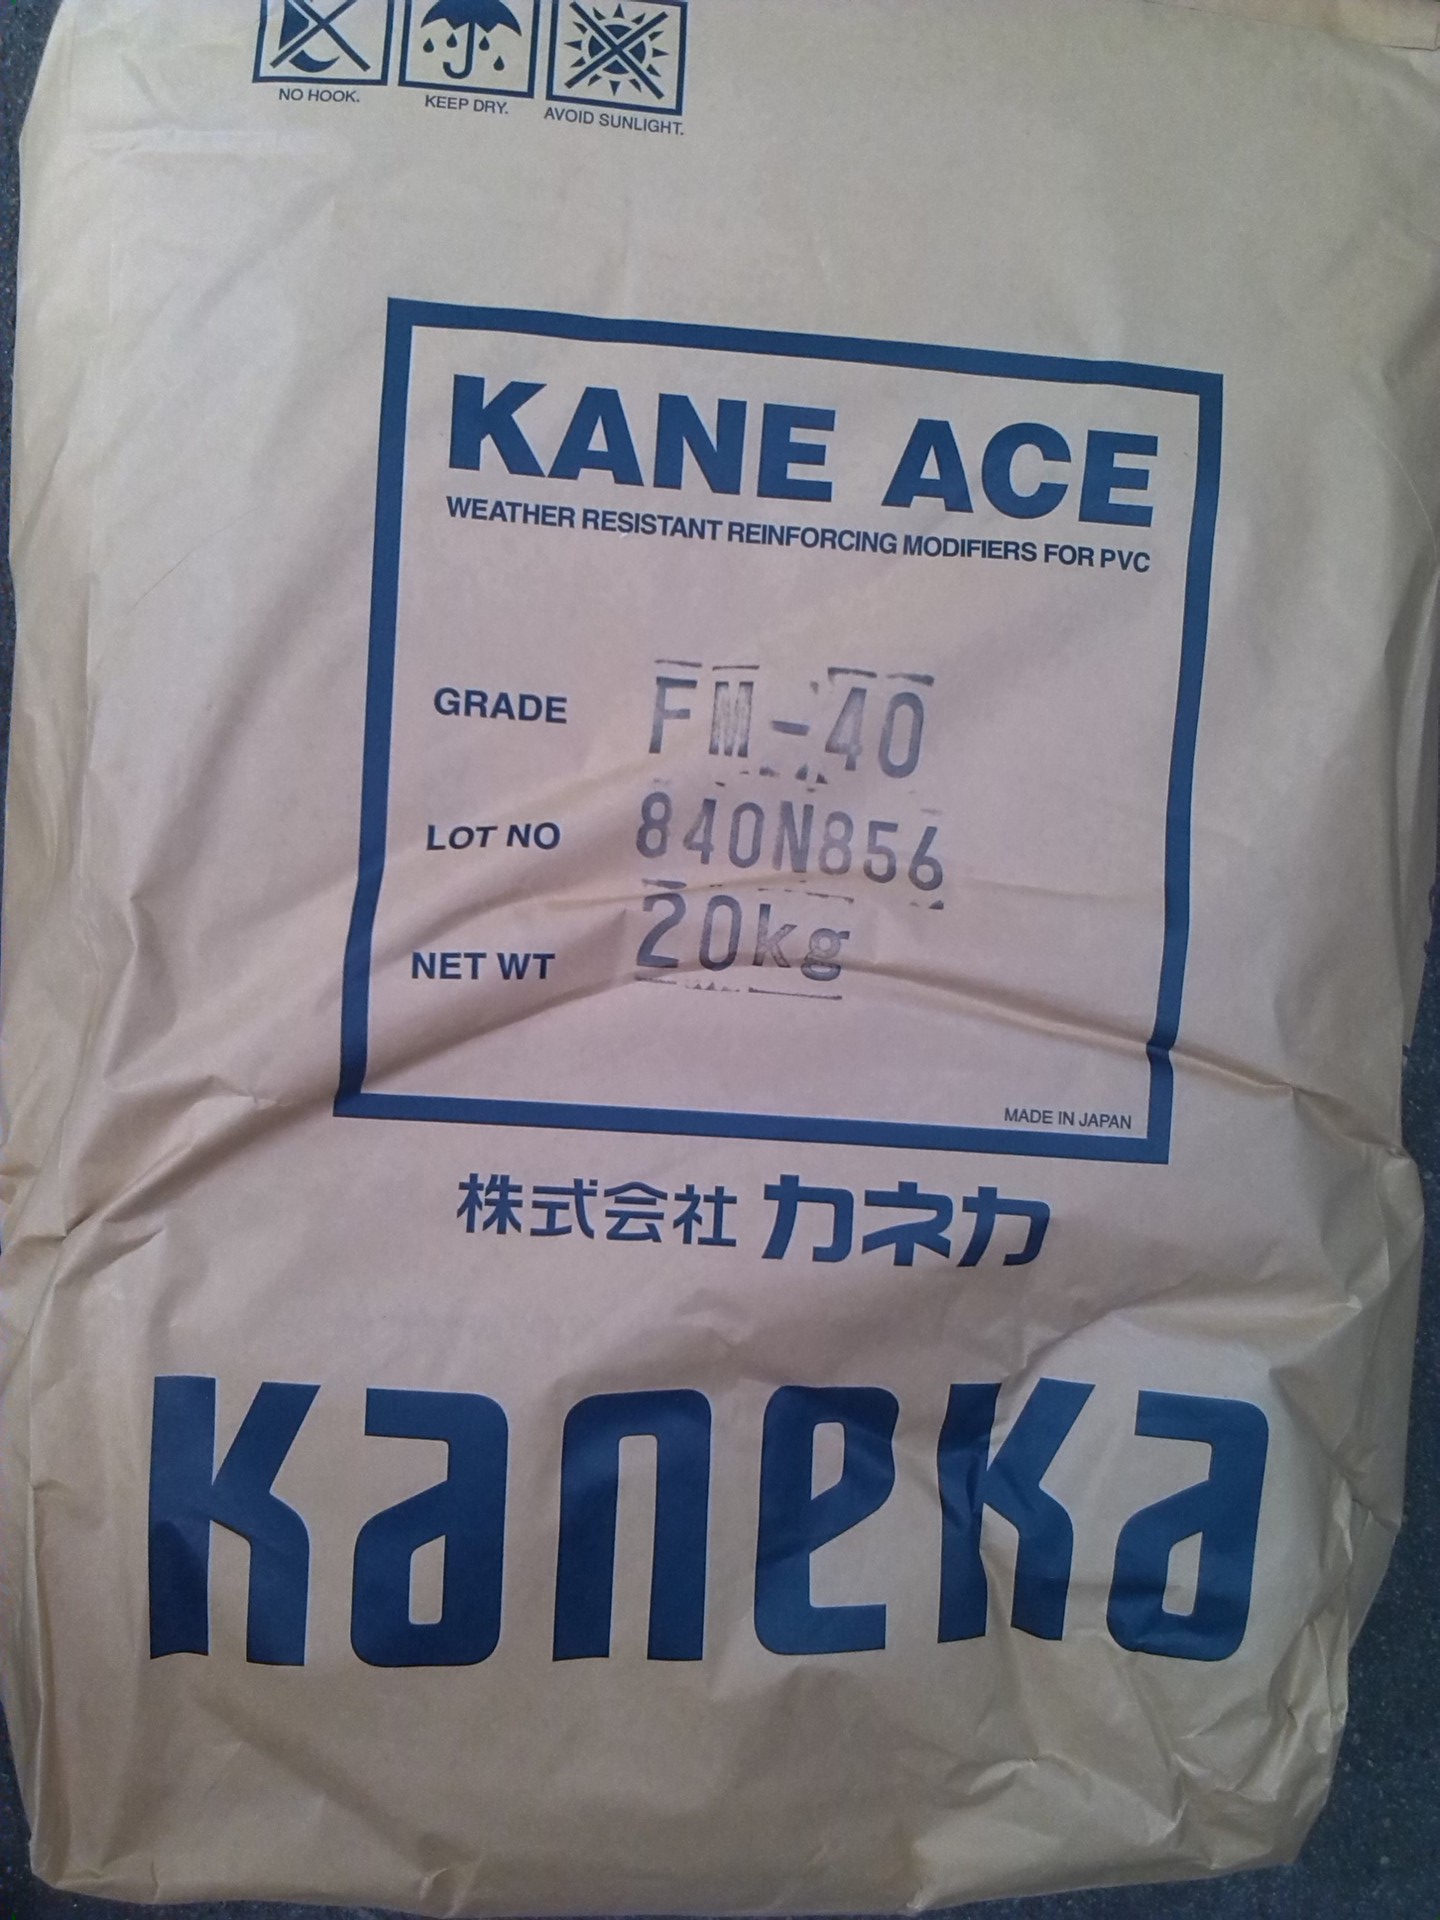 NO HOOK.
KEEP DRY.
AVOID SUNLIGHT.
KANE ACE
WEATHER RESISTANT REINFORCING MODIFIERS FOR PVC
GRADE FM-40
LOT NO 840N856
NET WT 20kg
MADE IN JAPAN
株式会社 カネカ
kaneka